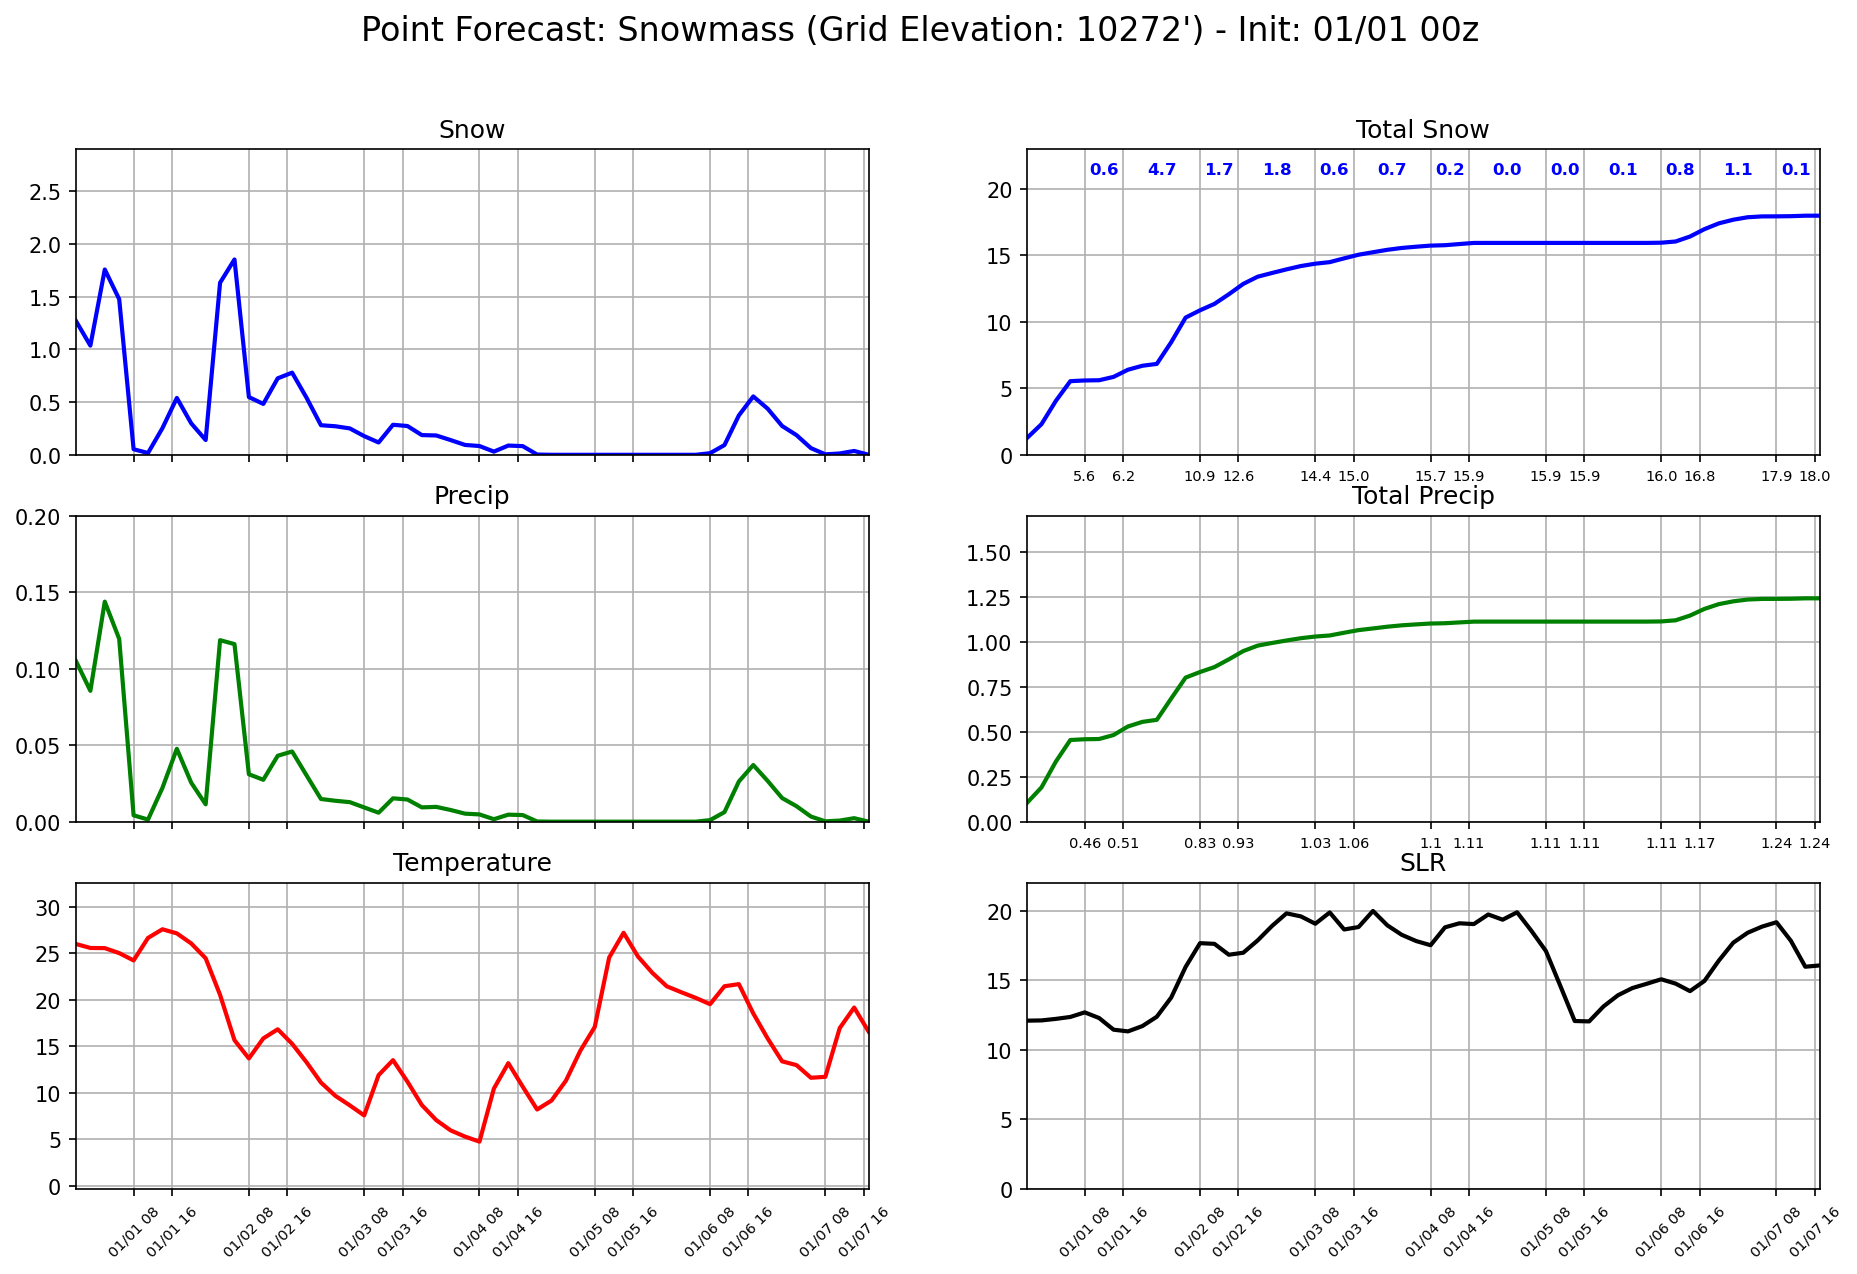 Point Forecast: Snowmass (Grid Elevation: 10272') - Init: 01/01 00z
Snow
2.5
2.0
1.5
1.0
0.5
0.0
Total Snow
0.6 4.7 1.7 1.8 0.6 0.7 0.2 0.0 0.0 0.1 0.8 1.1 0.1
20
15
10
5
0
5.6 6.2 10.9 12.6 14.4 15.0 15.7 15.9 15.9 15.9 16.0 16.8 17.9 18.0
Precip
0.20
0.15
0.10
0.05
0.00
Total Precip
1.50
1.25
1.00
0.75
0.50
0.25
0.00
0.46 0.51 0.83 0.93 1.03 1.06 1.1 1.11 1.11 1.11 1.11 1.17 1.24 1.24
Temperature
30
25
20
15
10
5
0
01/01 08 01/01 16 01/02 08 01/02 16 01/03 08 01/03 16 01/04 08 01/04 16 01/05 08 01/05 16 01/06 08 01/06 16 01/07 08 01/07 16
SLR
20
15
10
5
0
01/01 08 01/01 16 01/02 08 01/02 16 01/03 08 01/03 16 01/04 08 01/04 16 01/05 08 01/05 16 01/06 08 01/06 16 01/07 08 01/07 16